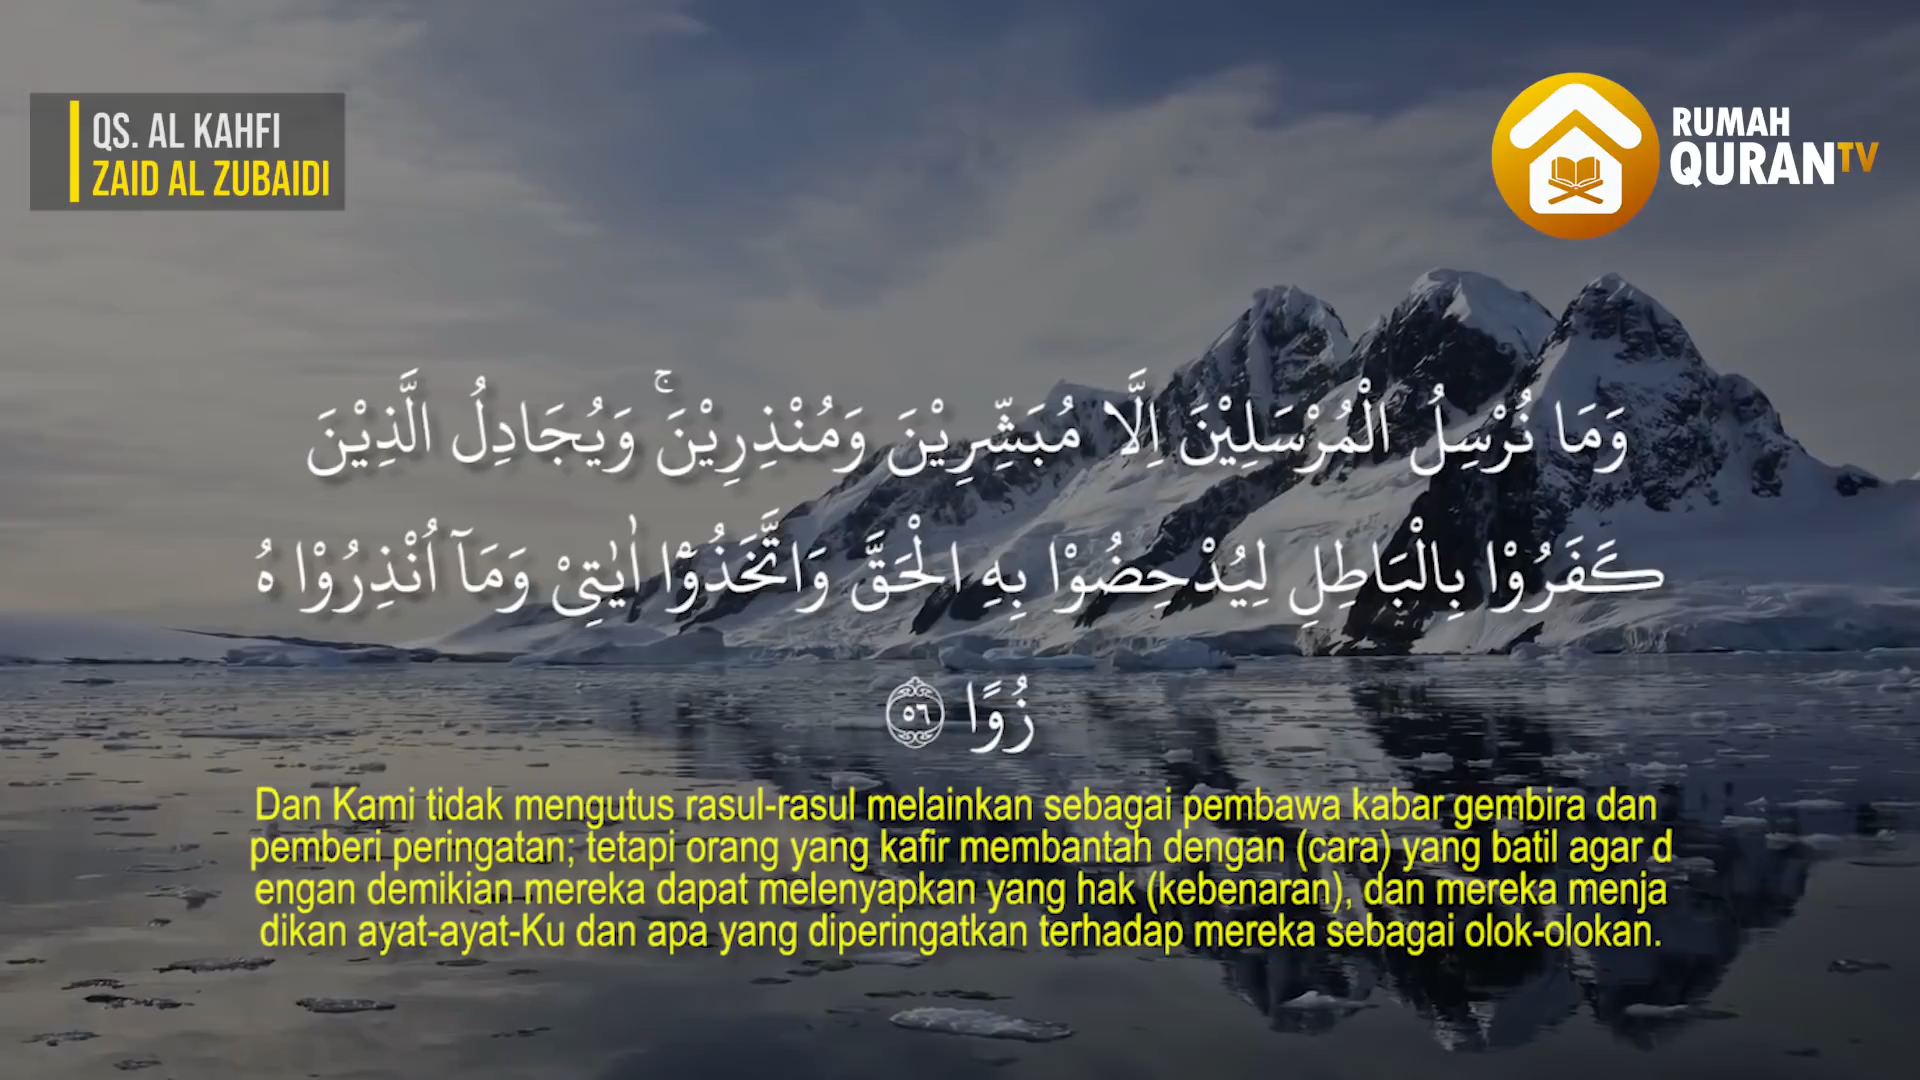 QS. AL KAHFI
ZAID AL ZUBAIDI
RUMAH
QURANTV
وَمَا نُرْسِلُ الْمُرْسَلِيْنَ اِلَّا مُبَشِّرِيْنَ وَمُنْذِرِيْنَۚ وَيُجَادِلُ الَّذِيْنَ
كَفَرُوْا بِالْبَاطِلِ لِيُدْحِضُوْا بِهِ الْحَقَّ وَاتَّخَذُوْٓا اٰيٰتِيْ وَمَآ اُنْذِرُوْا هُ
زُوًا ٥٦
Dan Kami tidak mengutus rasul-rasul melainkan sebagai pembawa kabar gembira dan
pemberi peringatan; tetapi orang yang kafir membantah dengan (cara) yang batil agar d
engan demikian mereka dapat melenyapkan yang hak (kebenaran), dan mereka menja
dikan ayat-ayat-Ku dan apa yang diperingatkan terhadap mereka sebagai olok-olokan.